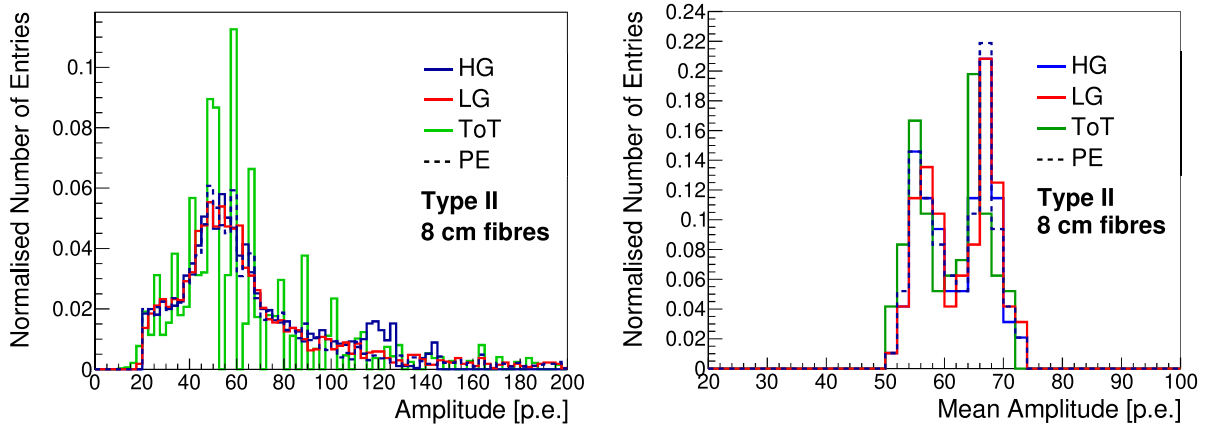 Normalised Number of Entries
0.1
0.08
0.06
0.04
0.02
0
0 20 40 60 80 100 120 140 160 180 200
Amplitude [p.e.]
HG
LG
ToT
PE
Type II
8 cm fibres
Normalised Number of Entries
0.24
0.22
0.2
0.18
0.16
0.14
0.12
0.1
0.08
0.06
0.04
0.02
0
20 30 40 50 60 70 80 90 100
Mean Amplitude [p.e.]
HG
LG
ToT
PE
Type II
8 cm fibres